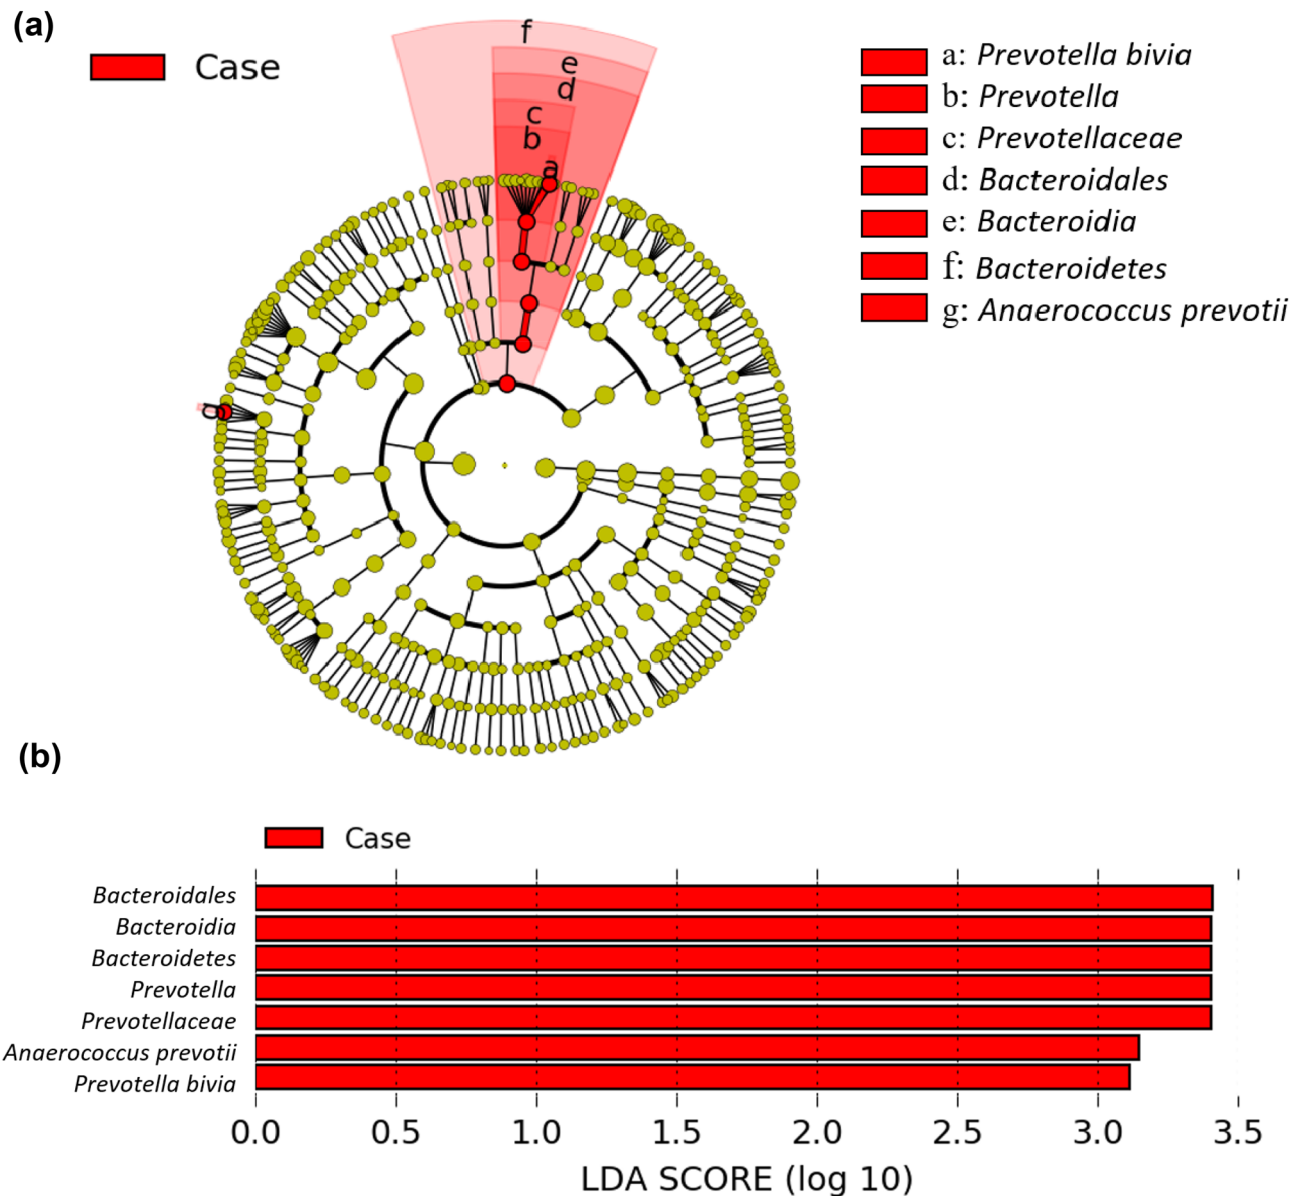 (a)
Case
f
e
d
c
b
a
g
a: Prevotella bivia
b: Prevotella
c: Prevotellaceae
d: Bacteroidales
e: Bacteroidia
f: Bacteroidetes
g: Anaerococcus prevotii
(b)
Case
Bacteroidales
Bacteroidia
Bacteroidetes
Prevotella
Prevotellaceae
Anaerococcus prevotii
Prevotella bivia
0.0 0.5 1.0 1.5 2.0 2.5 3.0 3.5
LDA SCORE (log 10)